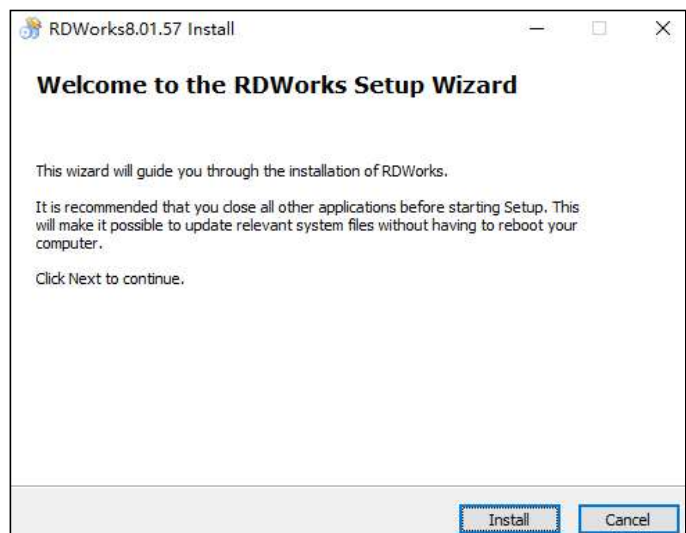 RDWorks8.01.57 Install
Welcome to the RDWorks Setup Wizard
This wizard will guide you through the installation of RDWorks.
It is recommended that you close all other applications before starting Setup. This
will make it possible to update relevant system files without having to reboot your
computer.
Click Next to continue.
Install
Cancel